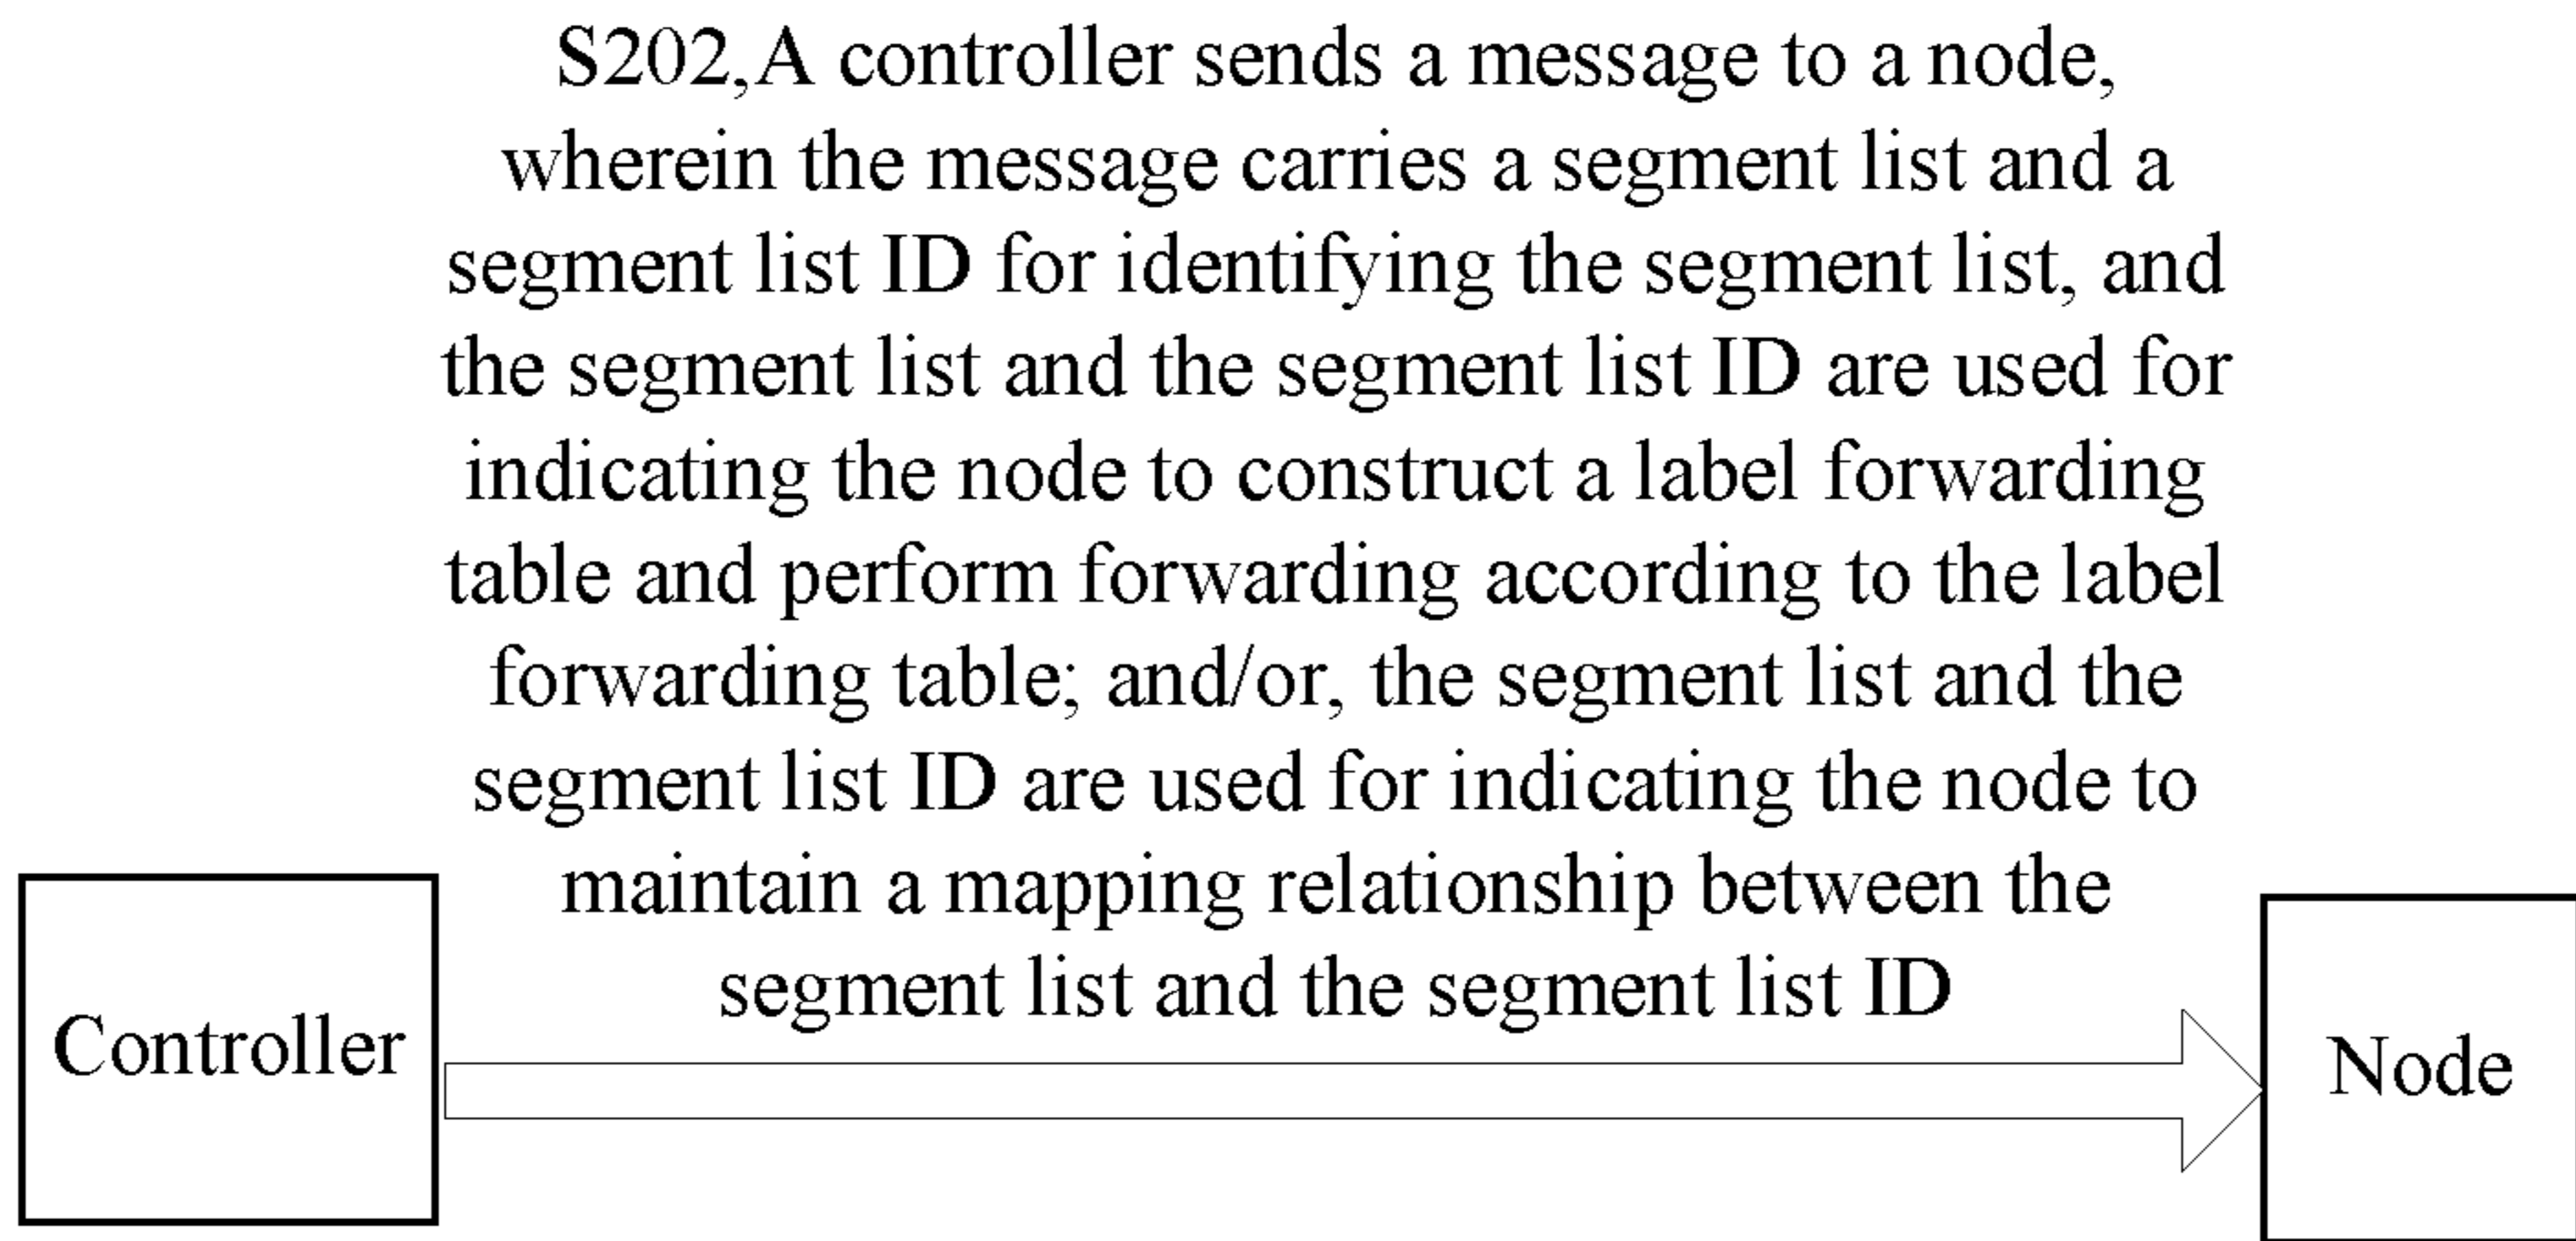 S202,A controller sends a message to a node,
wherein the message carries a segment list and a
segment list ID for identifying the segment list, and
the segment list and the segment list ID are used for
indicating the node to construct a label forwarding
table and perform forwarding according to the label
forwarding table; and/or, the segment list and the
segment list ID are used for indicating the node to
maintain a mapping relationship between the
segment list and the segment list ID
Controller
Node